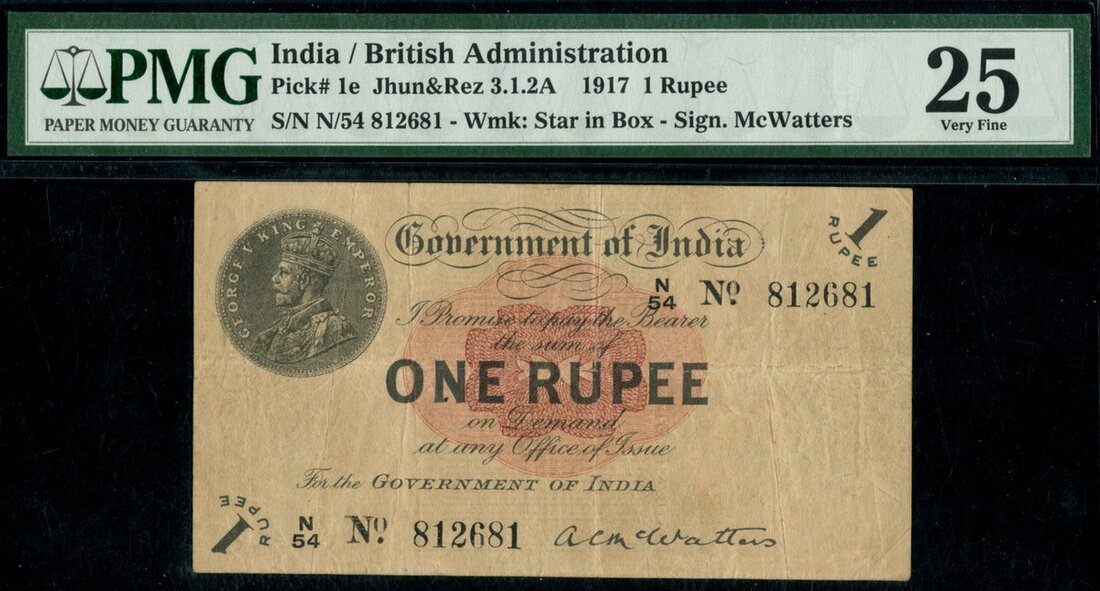 PMG
PAPER MONEY GUARANTY
India / British Administration
Pick# 1e Jhun&Rez 3.1.2A 1917 1 Rupee
S/N N/54 812681 - Wmk: Star in Box - Sign. McWatters
25
Very Fine
GEORGE V KING EMPEROR
Government of India
1
RUPEE
N
54 No 812681
I Promise to pay the Bearer
the sum of
ONE RUPEE
on Demand
at any Office of Issue
For the GOVERNMENT OF INDIA
RUPEE
1
RUPEE
N
54 No 812681
A C McWatters